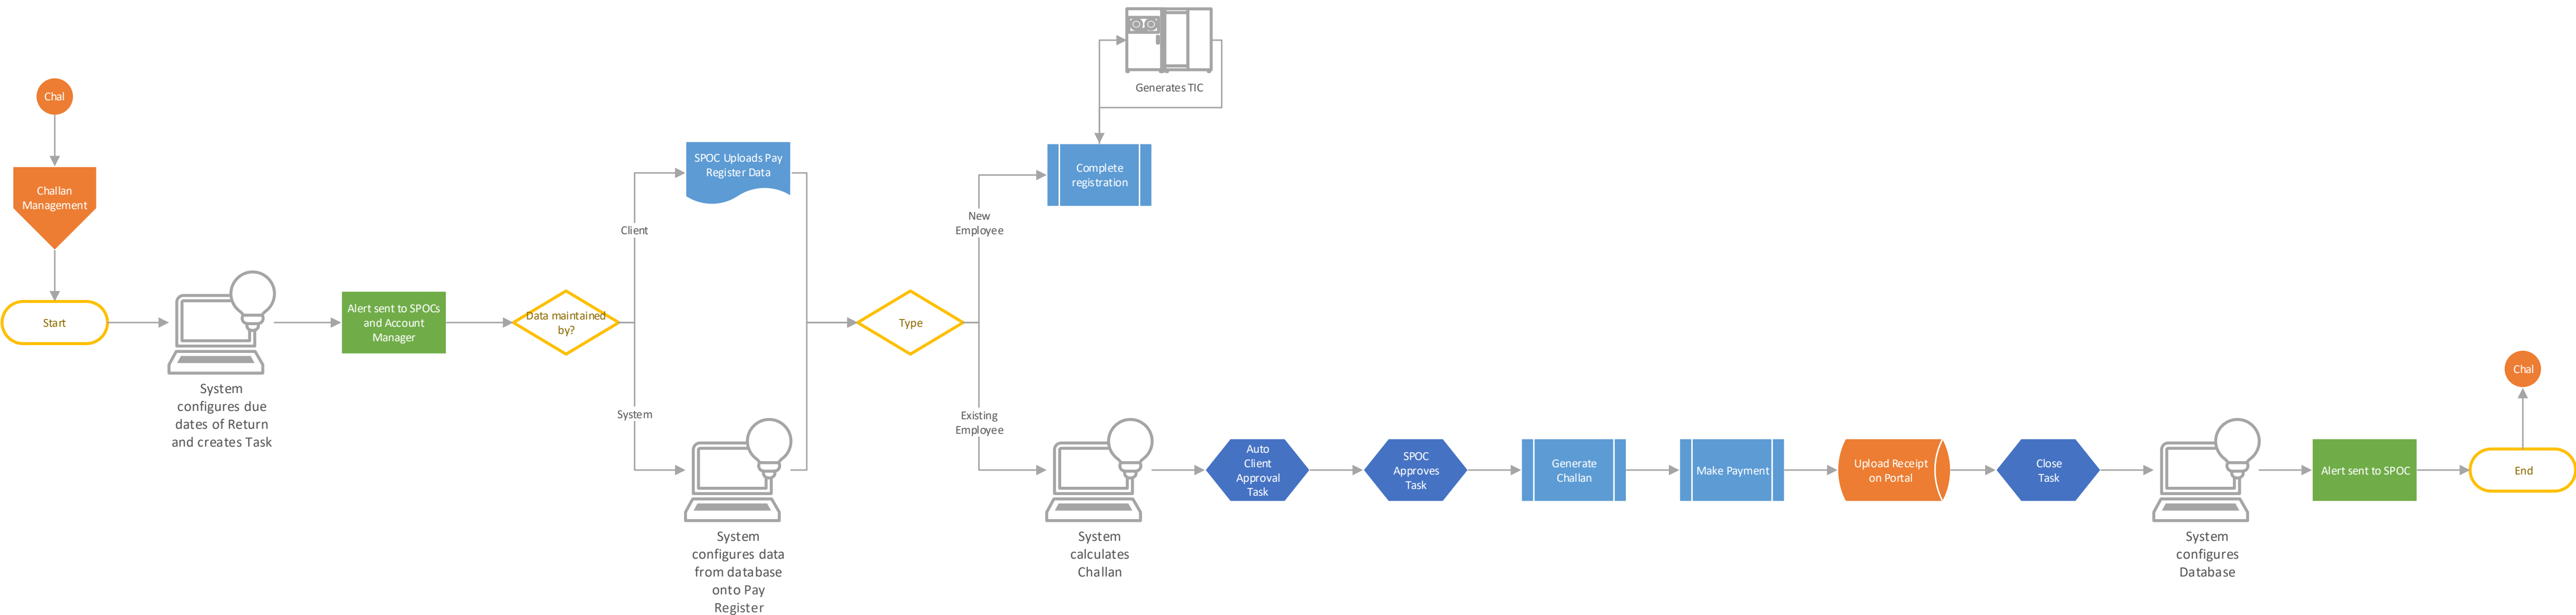 Chal
Challan
Management
Start
System
configures due
dates of Return
and creates Task
Alert sent to SPOCs
and Account
Manager
Data maintained
by?
Client
System
SPOC Uploads Pay
Register Data
System
configures data
from database
onto Pay
Register
Type
New
Employee
Existing
Employee
Generates TIC
Complete
registration
System
calculates
Challan
Auto
Client
Approval
Task
SPOC
Approves
Task
Generate
Challan
Make Payment
Upload Receipt
on Portal
Close
Task
System
configures
Database
Alert sent to SPOC
End
Chal